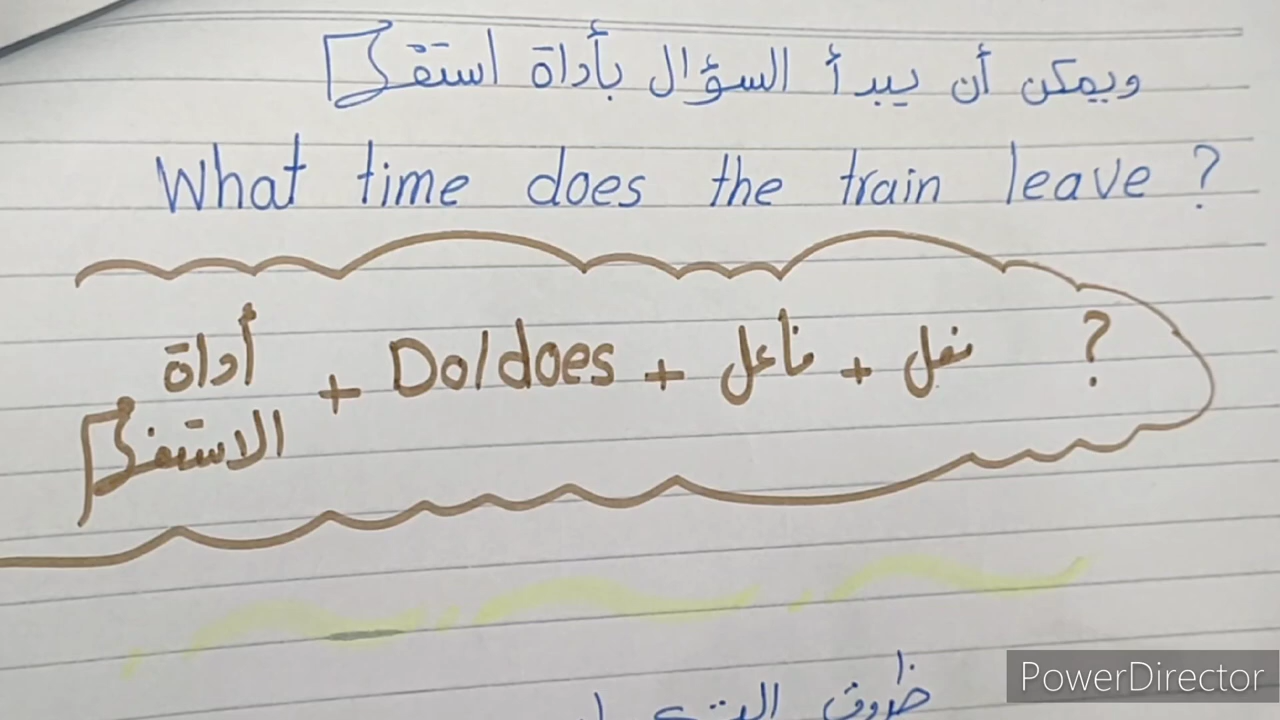 ويمكن أن يبدأ السؤال بأداة استفهام
What time does the train leave ?
أداة الاستفهام + Do/does + فاعل + فعل ?
ظروف
PowerDirector